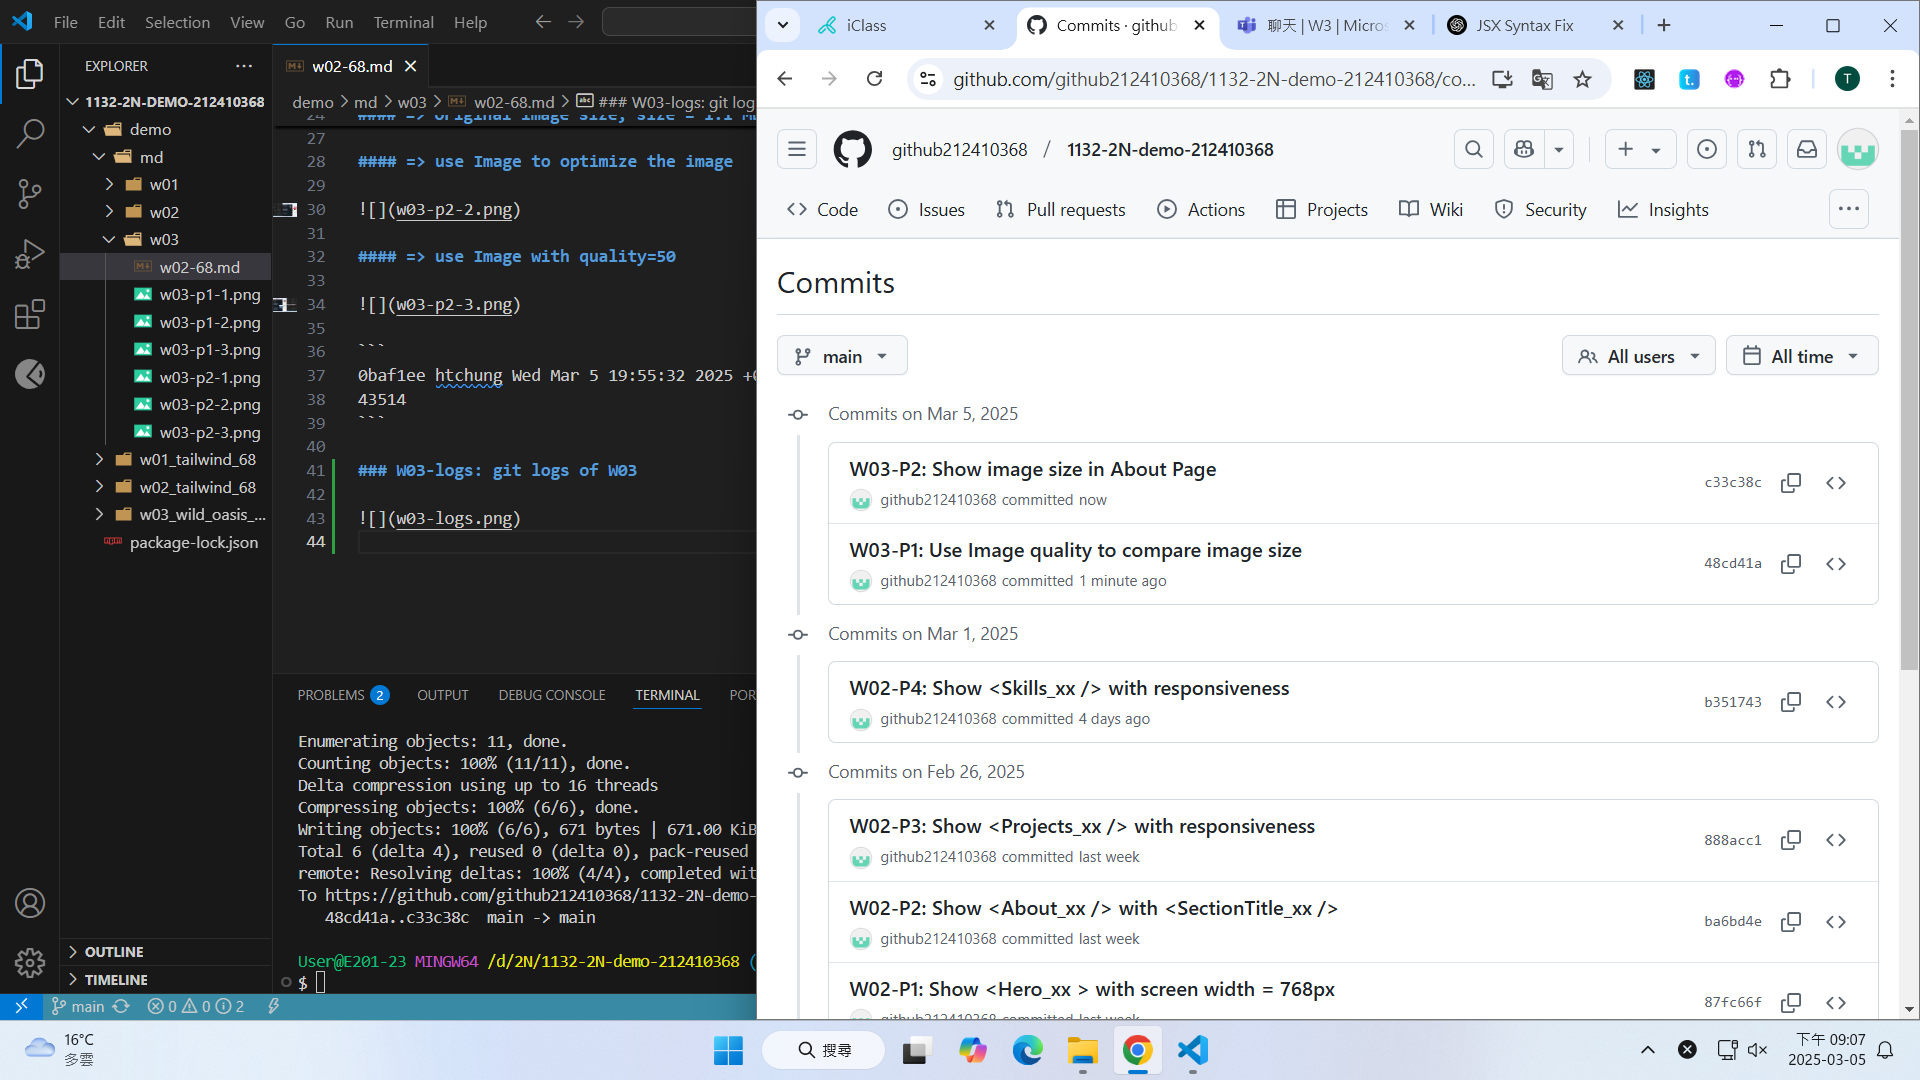 File Edit Selection View Go Run Terminal Help
EXPLORER
1132-2N-DEMO-212410368
demo
md
w01
w02
w03
w02-68.md
w03-p1-1.png
w03-p1-2.png
w03-p1-3.png
w03-p2-1.png
w03-p2-2.png
w03-p2-3.png
w01_tailwind_68
w02_tailwind_68
w03_wild_oasis_...
package-lock.json
OUTLINE
TIMELINE
w02-68.md
demo > md > w03 > w02-68.md > ### W03-logs: git log
24 #### => original image size, size = 1.1 M
27
28 #### => use Image to optimize the image
29
30 ![](w03-p2-2.png)
31
32 #### => use Image with quality=50
33
34 ![](w03-p2-3.png)
35
36 ```
37 0baf1ee htchung Wed Mar 5 19:55:32 2025 +
38 43514
39 ```
40
41 ### W03-logs: git logs of W03
42
43 ![](w03-logs.png)
44
PROBLEMS 2 OUTPUT DEBUG CONSOLE TERMINAL POR
Enumerating objects: 11, done.
Counting objects: 100% (11/11), done.
Delta compression using up to 16 threads
Compressing objects: 100% (6/6), done.
Writing objects: 100% (6/6), 671 bytes | 671.00 KiB
Total 6 (delta 4), reused 0 (delta 0), pack-reused
remote: Resolving deltas: 100% (4/4), completed wit
To https://github.com/github212410368/1132-2N-demo-
48cd41a..c33c38c main -> main
User@E201-23 MINGW64 /d/2N/1132-2N-demo-212410368 (
$
main 0 0 2
iClass
Commits · github
聊天 | W3 | Micros
JSX Syntax Fix
github.com/github212410368/1132-2N-demo-212410368/co...
t.
T
github212410368 / 1132-2N-demo-212410368
Code Issues Pull requests Actions Projects Wiki Security Insights
Commits
main
All users All time
Commits on Mar 5, 2025
W03-P2: Show image size in About Page
github212410368 committed now
c33c38c
W03-P1: Use Image quality to compare image size
github212410368 committed 1 minute ago
48cd41a
Commits on Mar 1, 2025
W02-P4: Show <Skills_xx /> with responsiveness
github212410368 committed 4 days ago
b351743
Commits on Feb 26, 2025
W02-P3: Show <Projects_xx /> with responsiveness
github212410368 committed last week
888acc1
W02-P2: Show <About_xx /> with <SectionTitle_xx />
github212410368 committed last week
ba6bd4e
W02-P1: Show <Hero_xx > with screen width = 768px
github212410368 committed last week
87fc66f
16°C
多雲
搜尋
下午 09:07
2025-03-05